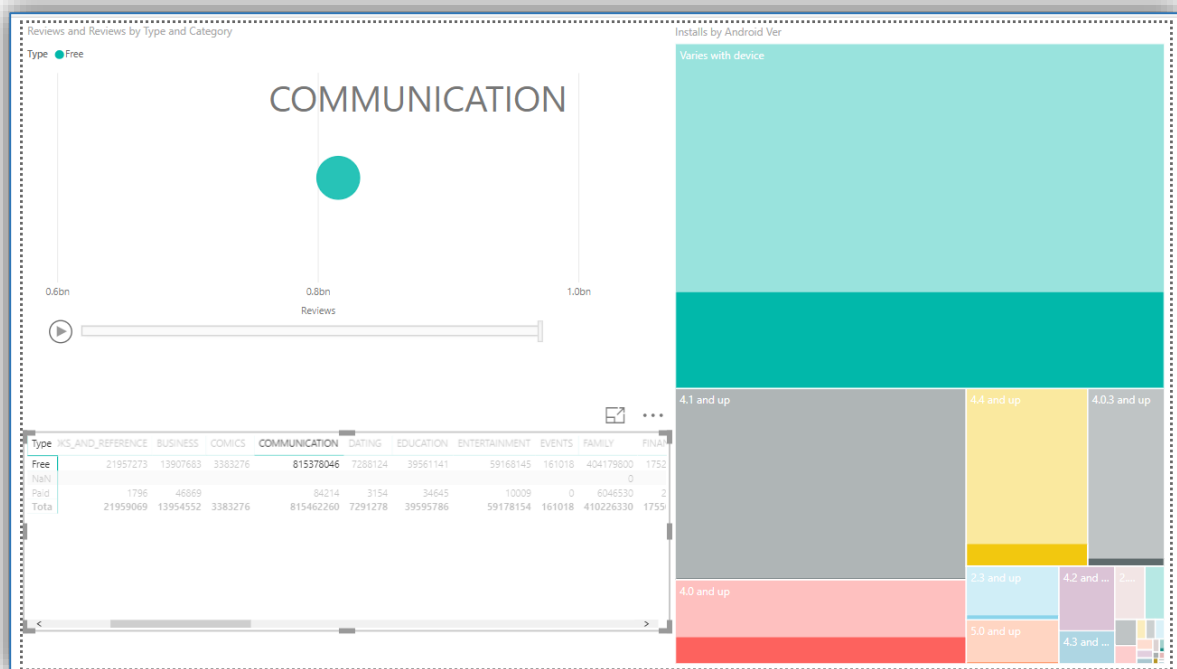 Reviews and Reviews by Type and Category
Type Free
COMMUNICATION
0.6bn 0.8bn 1.0bn
Reviews
Type KS_AND_REFERENCE BUSINESS COMICS COMMUNICATION DATING EDUCATION ENTERTAINMENT EVENTS FAMILY FINAN
Free 21957273 13907683 3383276 815378046 7288124 39561141 59168145 161018 404179800 1752
NaN 0
Paid 1796 46869 84214 3154 34645 10009 0 6046530 2
Tota 21959069 13954552 3383276 815462260 7291278 39595786 59178154 161018 410226330 1755
Installs by Android Ver
Varies with device
4.1 and up
4.4 and up
4.0.3 and up
4.0 and up
2.3 and up
4.2 and ...
2....
5.0 and up
4.3 and ...